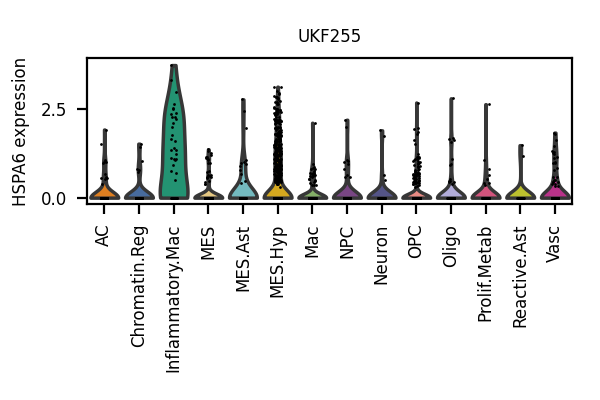 UKF255
HSPA6 expression
2.5
0.0
AC
Chromatin.Reg
Inflammatory.Mac
MES
MES.Ast
MES.Hyp
Mac
NPC
Neuron
OPC
Oligo
Prolif.Metab
Reactive.Ast
Vasc